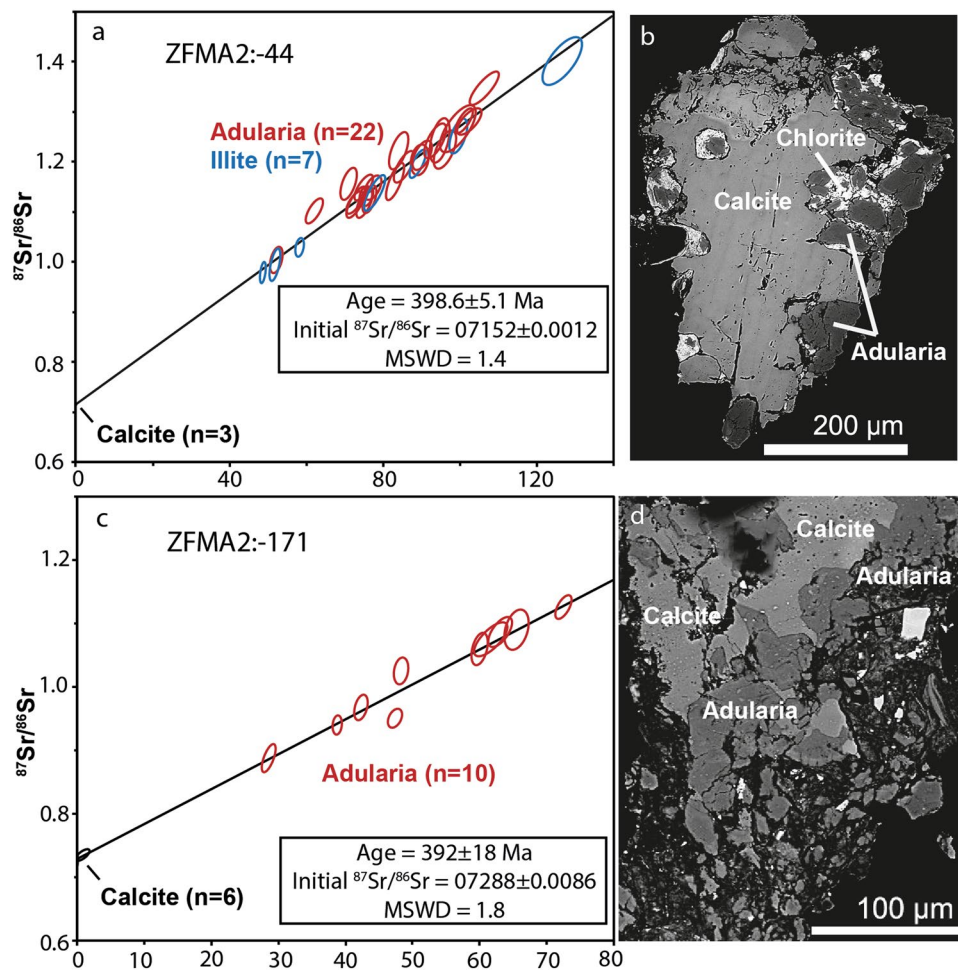 a
ZFMA2:-44
Adularia (n=22)
Illite (n=7)
⁸⁷Sr/⁸⁶Sr
1.4
1.2
1.0
0.8
0.6
Age = 398.6±5.1 Ma
Initial ⁸⁷Sr/⁸⁶Sr = 07152±0.0012
MSWD = 1.4
Calcite (n=3)
0
40
80
120
b
Chlorite
Calcite
Adularia
200 µm
c
ZFMA2:-171
⁸⁷Sr/⁸⁶Sr
1.2
1.0
0.8
0.6
Adularia (n=10)
Age = 392±18 Ma
Initial ⁸⁷Sr/⁸⁶Sr = 07288±0.0086
MSWD = 1.8
Calcite (n=6)
0
10
20
30
40
50
60
70
80
d
Calcite
Adularia
Calcite
Adularia
100 µm